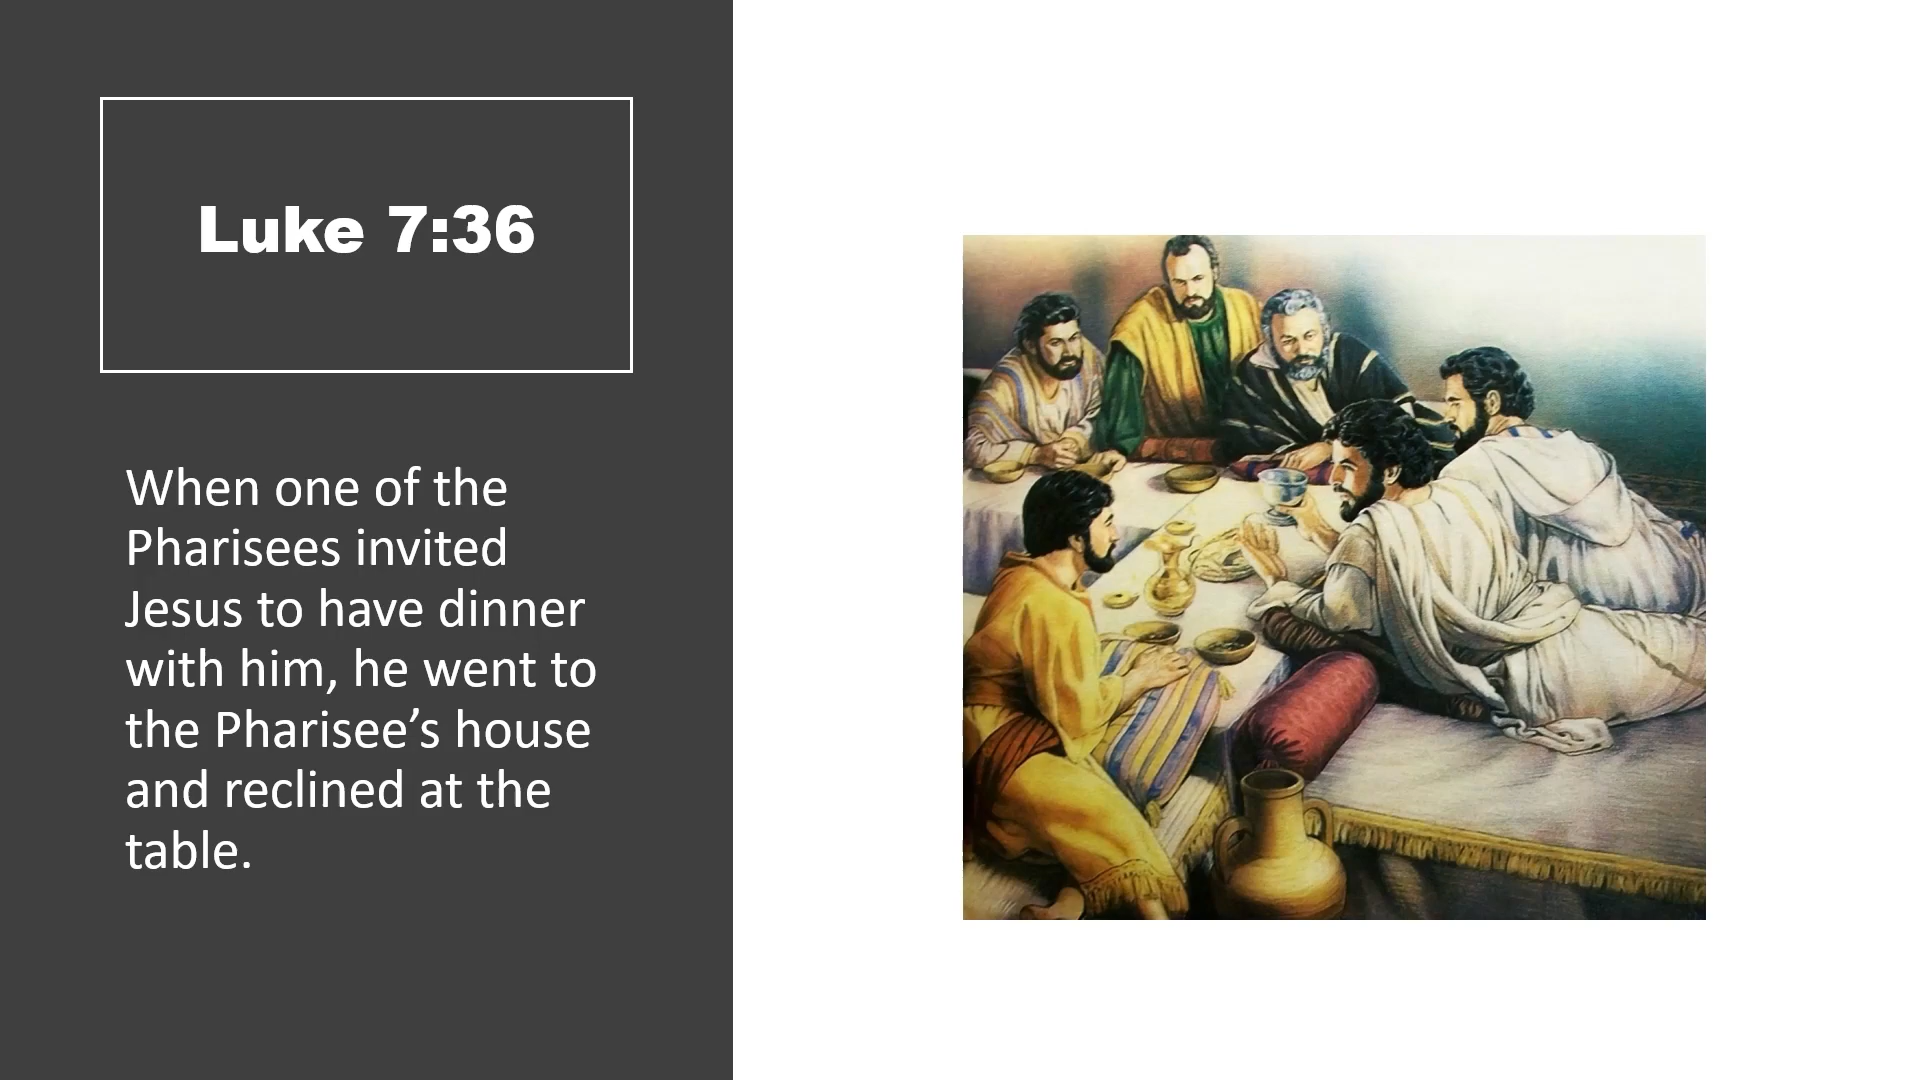 Luke 7:36
When one of the
Pharisees invited
Jesus to have dinner
with him, he went to
the Pharisee’s house
and reclined at the
table.